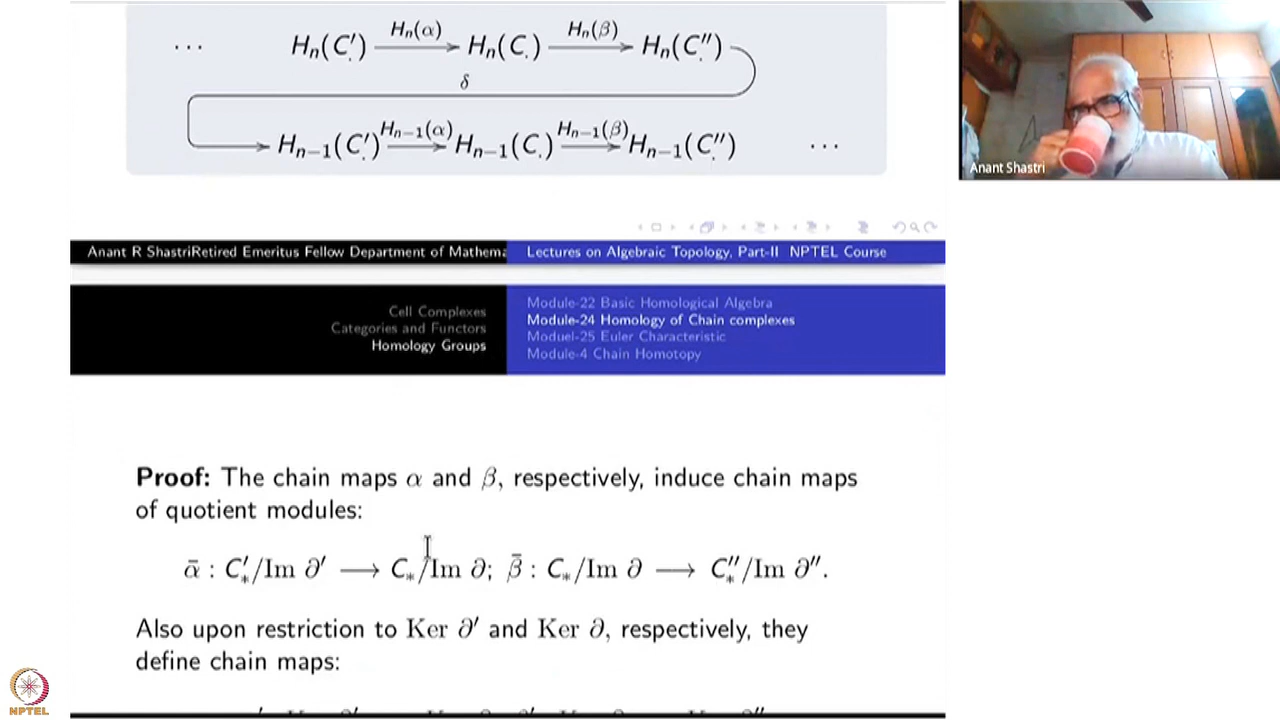 ··· Hₙ(C′.) Hₙ(α) Hₙ(C.) Hₙ(β) Hₙ(C″.)
δ
Hₙ₋₁(C′.) Hₙ₋₁(α) Hₙ₋₁(C.) Hₙ₋₁(β) Hₙ₋₁(C″.) ···
Anant Shastri
Anant R ShastriRetired Emeritus Fellow Department of Mathema
Lectures on Algebraic Topology, Part-II NPTEL Course
Cell Complexes
Categories and Functors
Homology Groups
Module-22 Basic Homological Algebra
Module-24 Homology of Chain complexes
Moduel-25 Euler Characteristic
Module-4 Chain Homotopy
Proof: The chain maps α and β, respectively, induce chain maps
of quotient modules:
ᾱ : C′₊/Im ∂′ ⟶ C₊/Im ∂; β̄ : C₊/Im ∂ ⟶ C″₊/Im ∂″.
Also upon restriction to Ker ∂′ and Ker ∂, respectively, they
define chain maps:
NPTEL